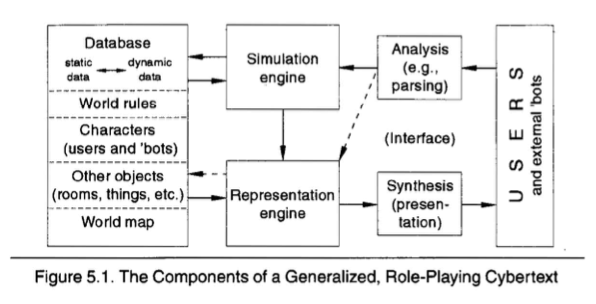 Database
static dynamic
data data
World rules
Characters
(users and 'bots)
Other objects
(rooms, things, etc.)
World map
Simulation
engine
Representation
engine
Analysis
(e.g.,
parsing)
(Interface)
Synthesis
(presen-
tation)
USERS
and external 'bots
Figure 5.1. The Components of a Generalized, Role-Playing Cybertext